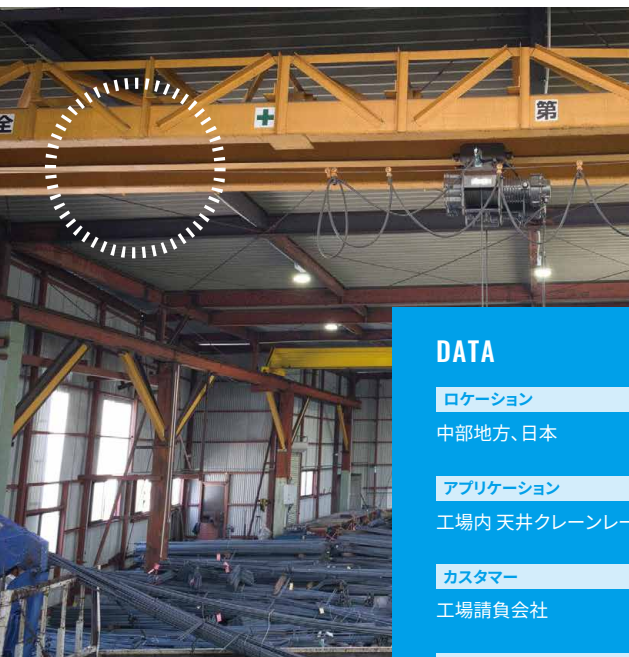 全
第
DATA
ロケーション
中部地方、日本
アプリケーション
工場内 天井クレーンレー
カスタマー
工場請負会社